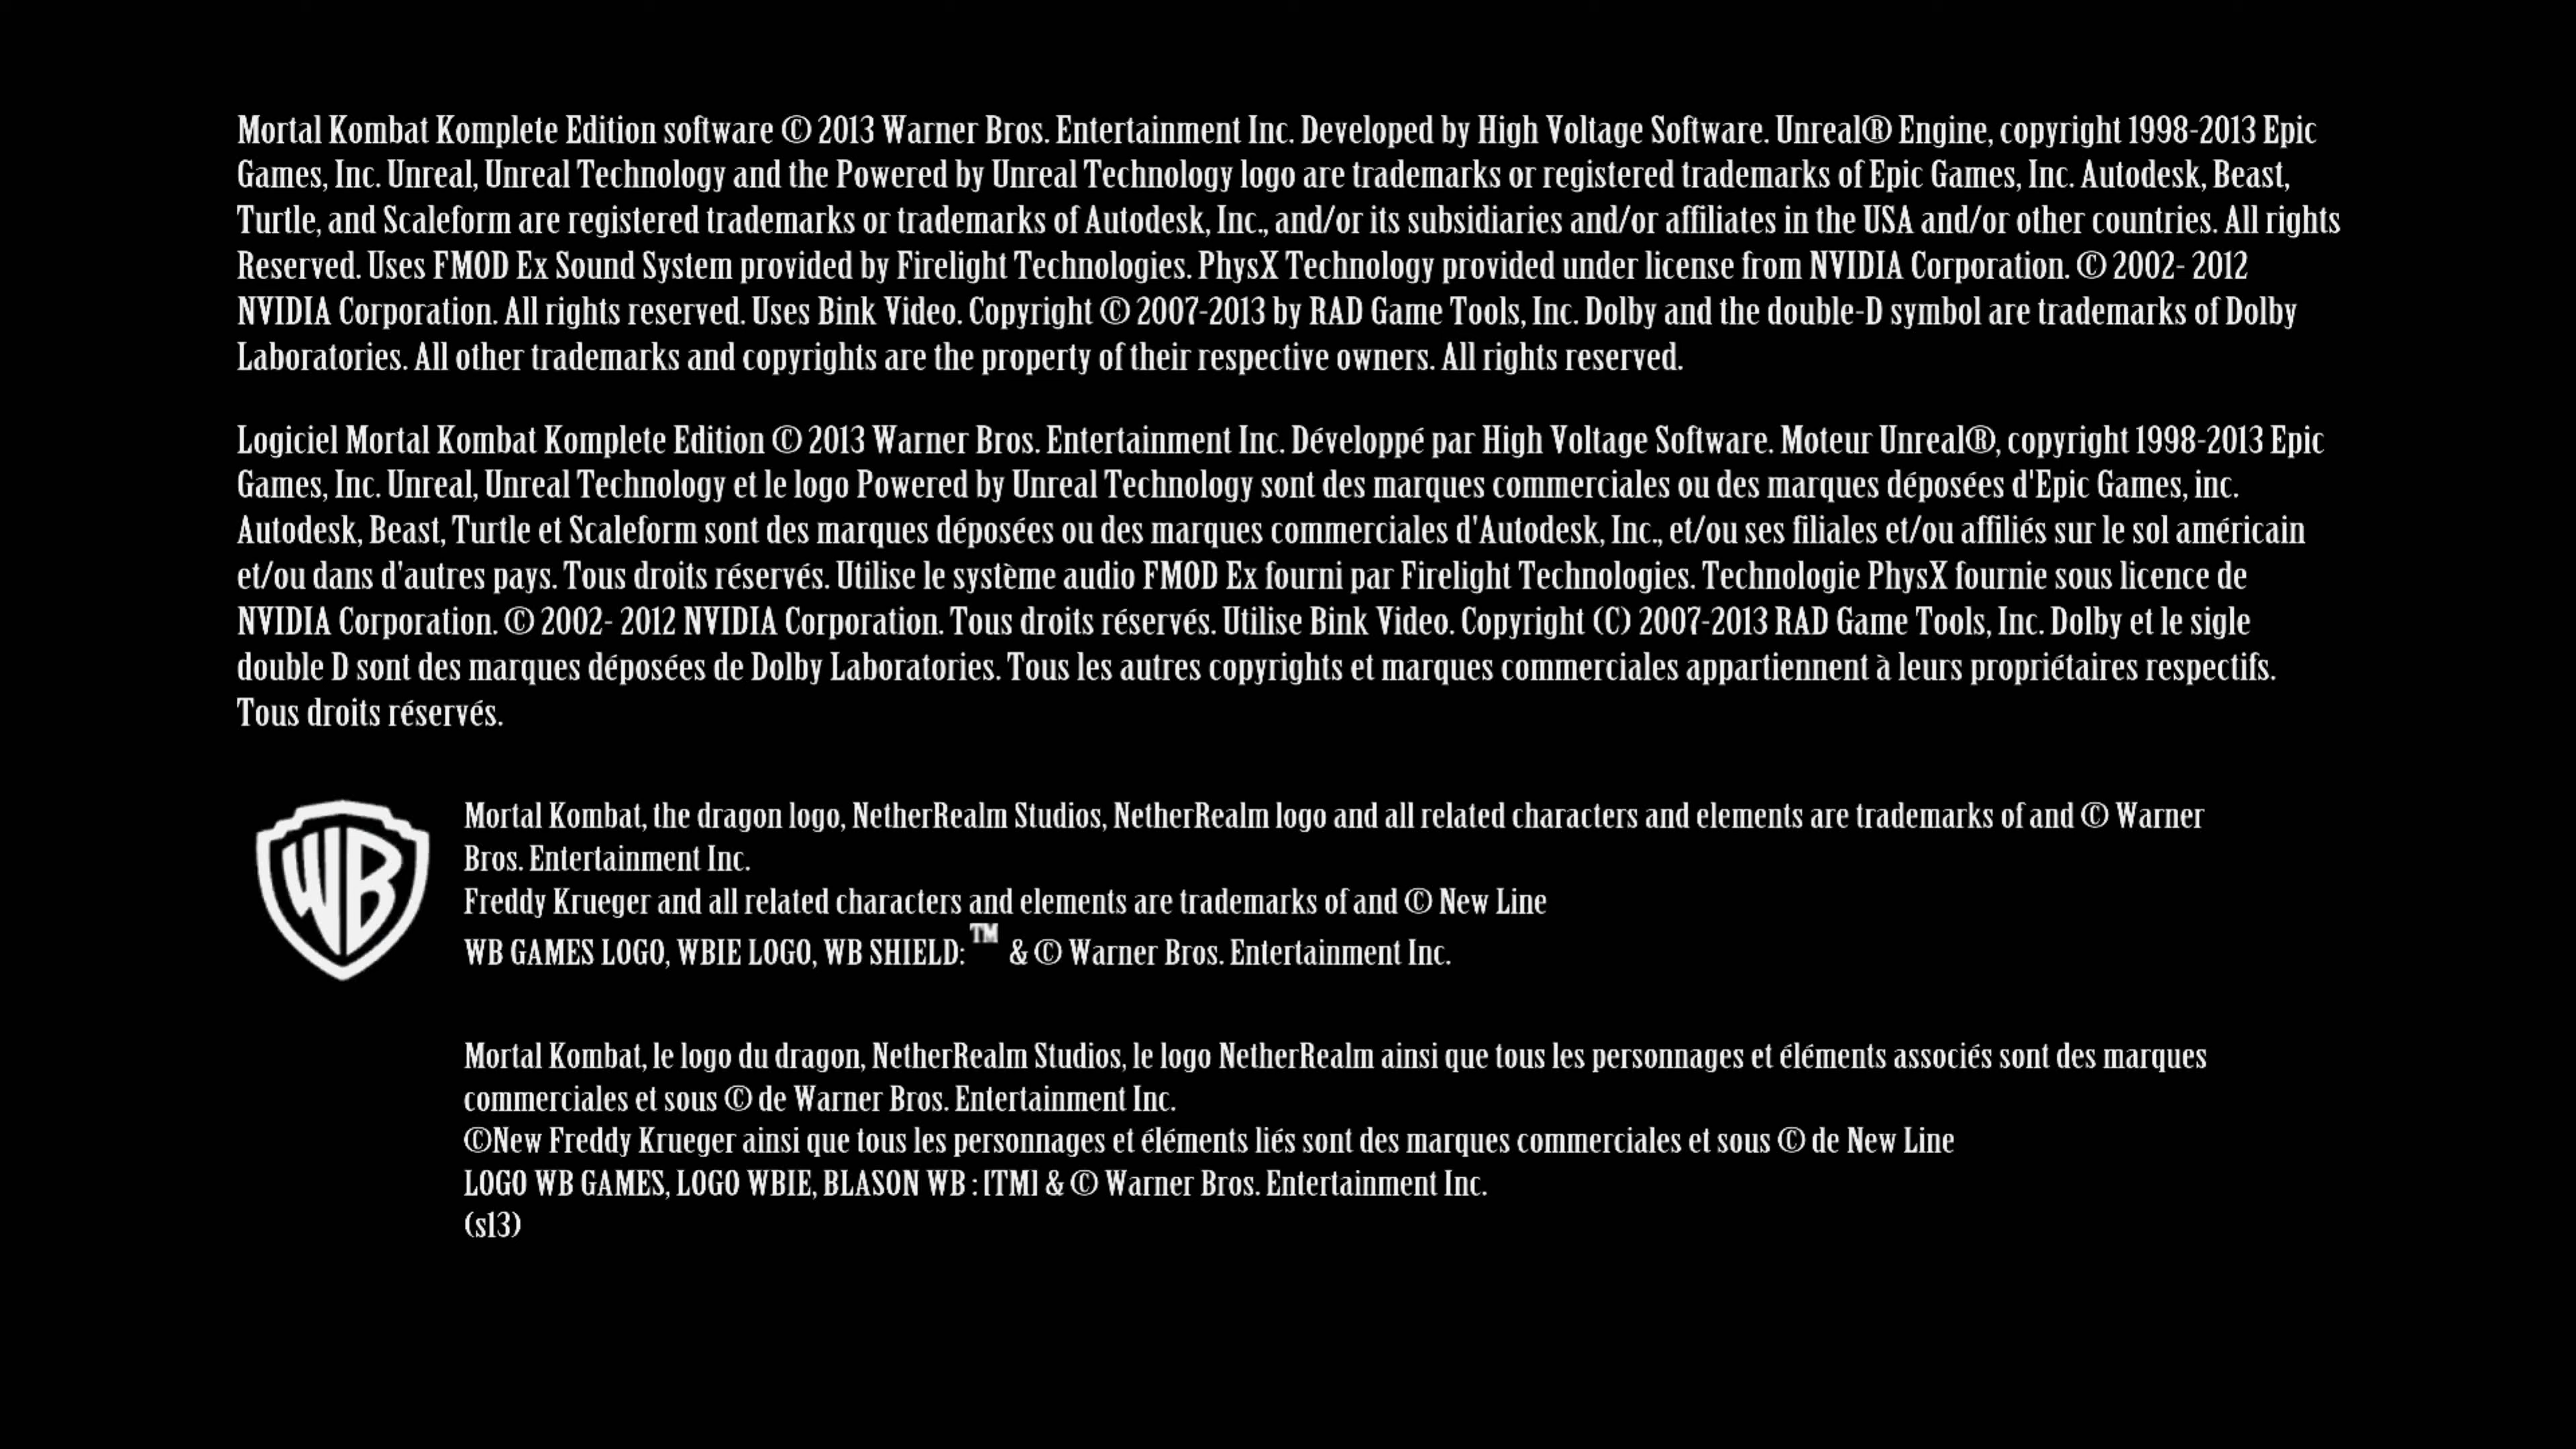 Mortal Kombat Komplete Edition software © 2013 Warner Bros. Entertainment Inc. Developed by High Voltage Software. Unreal® Engine, copyright 1998-2013 Epic
Games, Inc. Unreal, Unreal Technology and the Powered by Unreal Technology logo are trademarks or registered trademarks of Epic Games, Inc. Autodesk, Beast,
Turtle, and Scaleform are registered trademarks or trademarks of Autodesk, Inc., and/or its subsidiaries and/or affiliates in the USA and/or other countries. All rights
Reserved. Uses FMOD Ex Sound System provided by Firelight Technologies. PhysX Technology provided under license from NVIDIA Corporation. © 2002- 2012
NVIDIA Corporation. All rights reserved. Uses Bink Video. Copyright © 2007-2013 by RAD Game Tools, Inc. Dolby and the double-D symbol are trademarks of Dolby
Laboratories. All other trademarks and copyrights are the property of their respective owners. All rights reserved.
Logiciel Mortal Kombat Komplete Edition © 2013 Warner Bros. Entertainment Inc. Développé par High Voltage Software. Moteur Unreal®, copyright 1998-2013 Epic
Games, Inc. Unreal, Unreal Technology et le logo Powered by Unreal Technology sont des marques commerciales ou des marques déposées d'Epic Games, inc.
Autodesk, Beast, Turtle et Scaleform sont des marques déposées ou des marques commerciales d'Autodesk, Inc., et/ou ses filiales et/ou affiliés sur le sol américain
et/ou dans d'autres pays. Tous droits réservés. Utilise le système audio FMOD Ex fourni par Firelight Technologies. Technologie PhysX fournie sous licence de
NVIDIA Corporation. © 2002- 2012 NVIDIA Corporation. Tous droits réservés. Utilise Bink Video. Copyright (C) 2007-2013 RAD Game Tools, Inc. Dolby et le sigle
double D sont des marques déposées de Dolby Laboratories. Tous les autres copyrights et marques commerciales appartiennent à leurs propriétaires respectifs.
Tous droits réservés.
WB
Mortal Kombat, the dragon logo, NetherRealm Studios, NetherRealm logo and all related characters and elements are trademarks of and © Warner
Bros. Entertainment Inc.
Freddy Krueger and all related characters and elements are trademarks of and © New Line
WB GAMES LOGO, WBIE LOGO, WB SHIELD: ™ & © Warner Bros. Entertainment Inc.
Mortal Kombat, le logo du dragon, NetherRealm Studios, le logo NetherRealm ainsi que tous les personnages et éléments associés sont des marques
commerciales et sous © de Warner Bros. Entertainment Inc.
©New Freddy Krueger ainsi que tous les personnages et éléments liés sont des marques commerciales et sous © de New Line
LOGO WB GAMES, LOGO WBIE, BLASON WB : [TM] & © Warner Bros. Entertainment Inc.
(s13)